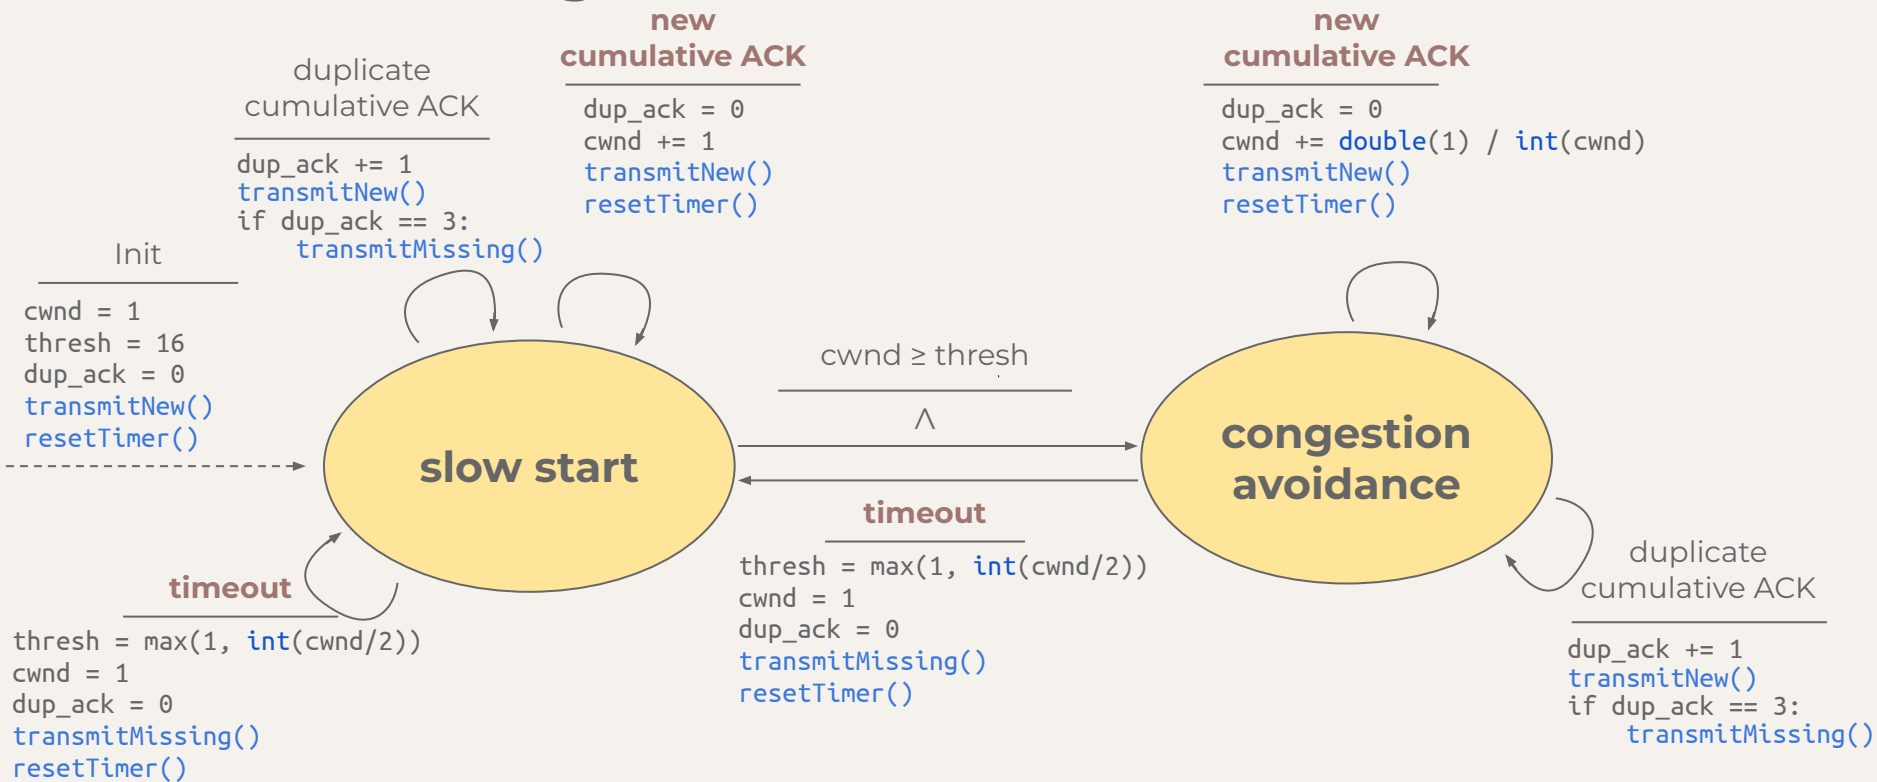 duplicate
cumulative ACK
dup_ack += 1
transmitNew()
if dup_ack == 3:
    transmitMissing()
new
cumulative ACK
dup_ack = 0
cwnd += 1
transmitNew()
resetTimer()
new
cumulative ACK
dup_ack = 0
cwnd += double(1) / int(cwnd)
transmitNew()
resetTimer()
Init
cwnd = 1
thresh = 16
dup_ack = 0
transmitNew()
resetTimer()
slow start
cwnd ≥ thresh
Λ
congestion
avoidance
timeout
thresh = max(1, int(cwnd/2))
cwnd = 1
dup_ack = 0
transmitMissing()
resetTimer()
timeout
thresh = max(1, int(cwnd/2))
cwnd = 1
dup_ack = 0
transmitMissing()
resetTimer()
duplicate
cumulative ACK
dup_ack += 1
transmitNew()
if dup_ack == 3:
    transmitMissing()